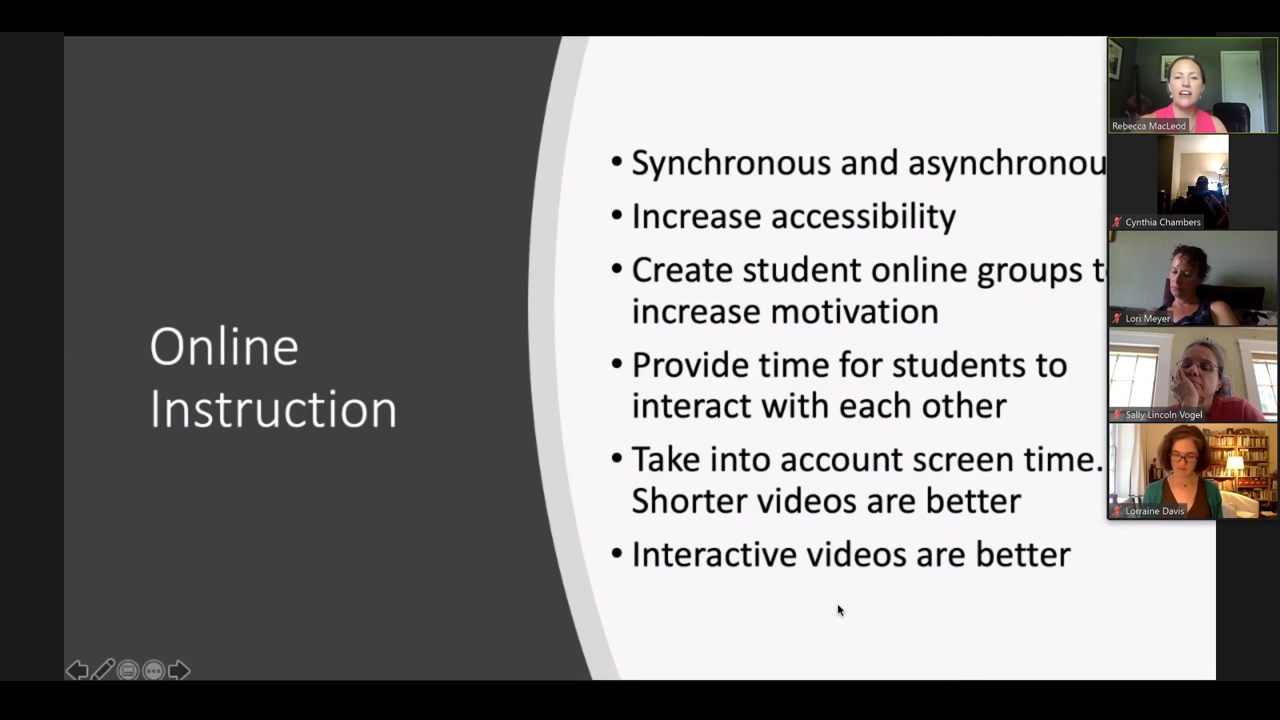 Online
Instruction
• Synchronous and asynchronou
• Increase accessibility
• Create student online groups t
increase motivation
• Provide time for students to
interact with each other
• Take into account screen time.
Shorter videos are better
• Interactive videos are better
Rebecca MacLeod
Cynthia Chambers
Lori Meyer
Sally Lincoln Vogel
Lorraine Davis